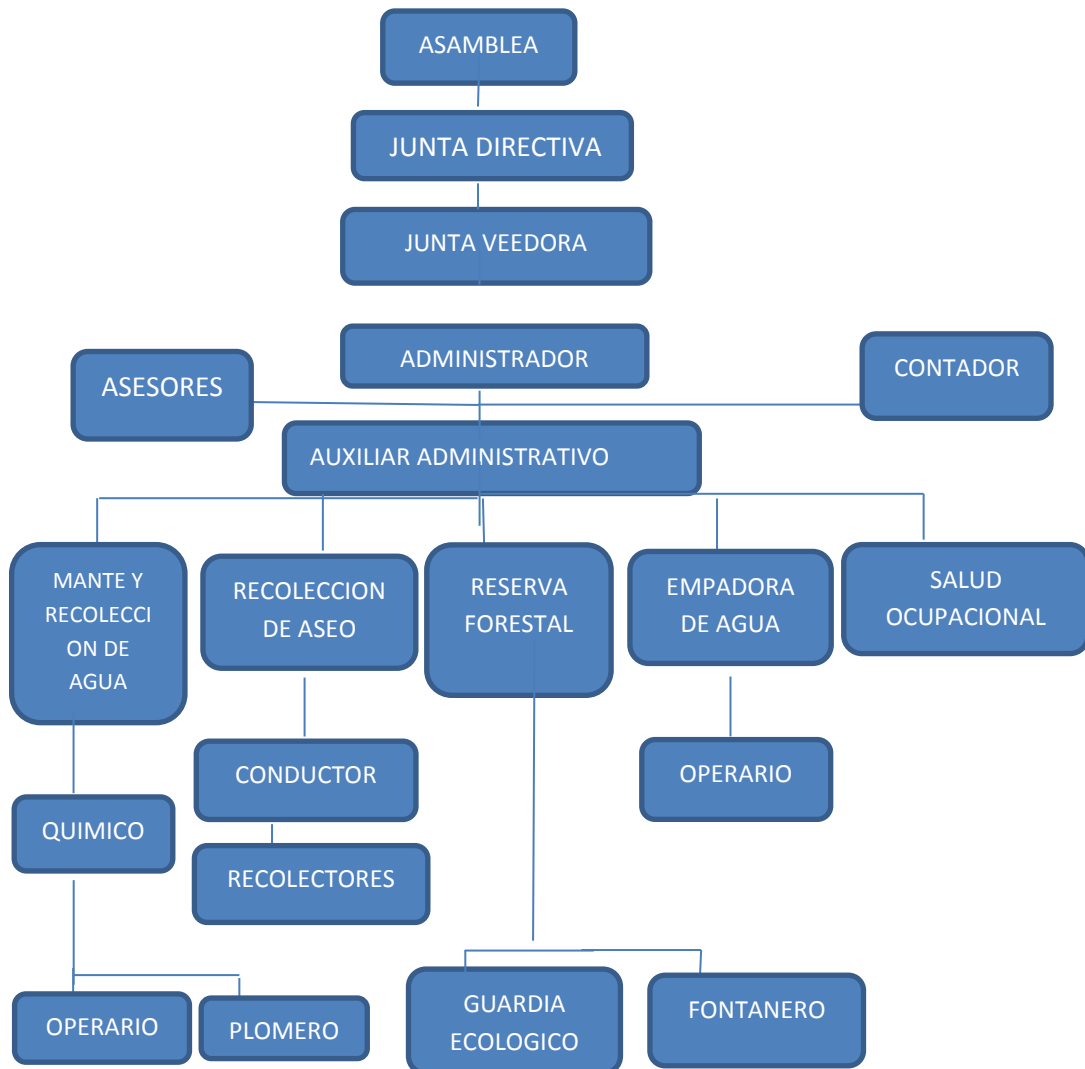 ASAMBLEA
JUNTA DIRECTIVA
JUNTA VEEDORA
ADMINISTRADOR
ASESORES
CONTADOR
AUXILIAR ADMINISTRATIVO
MANTE Y
RECOLECCI
ON DE
AGUA
RECOLECCION
DE ASEO
RESERVA
FORESTAL
EMPADORA
DE AGUA
SALUD
OCUPACIONAL
CONDUCTOR
OPERARIO
QUIMICO
RECOLECTORES
OPERARIO
PLOMERO
GUARDIA
ECOLOGICO
FONTANERO